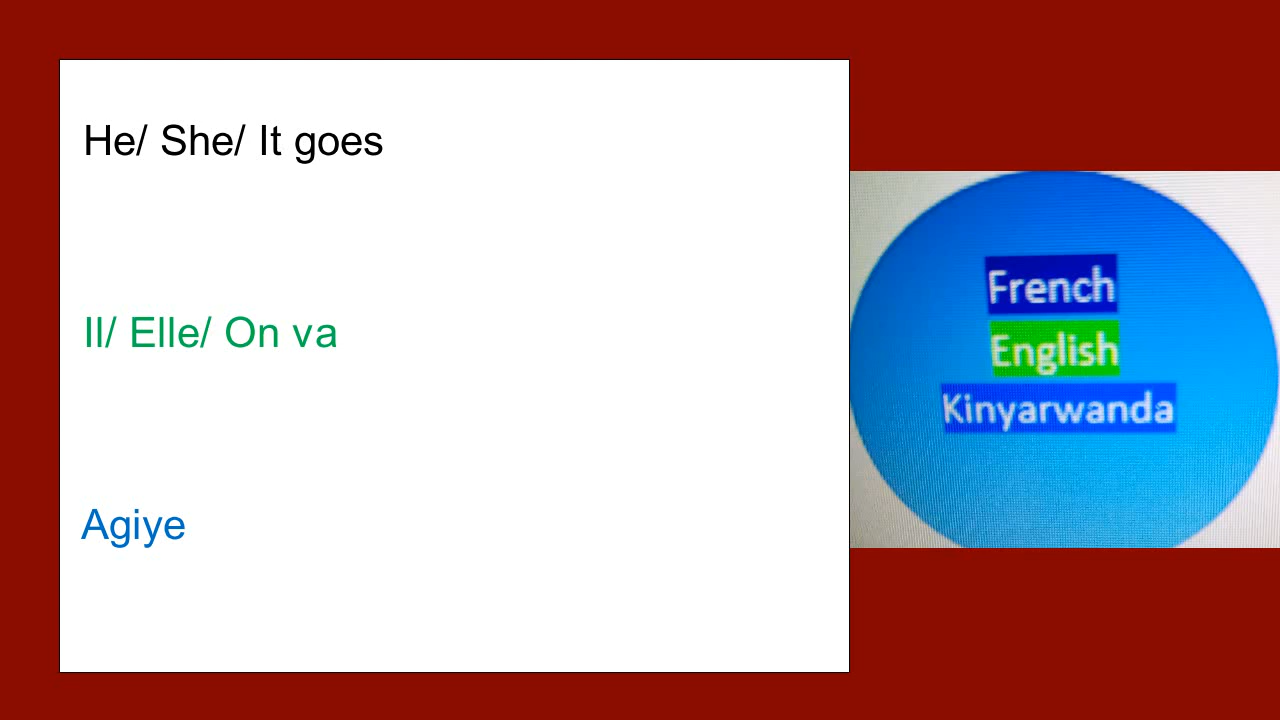 He/ She/ It goes
Il/ Elle/ On va
Agiye
French
English
Kinyarwanda